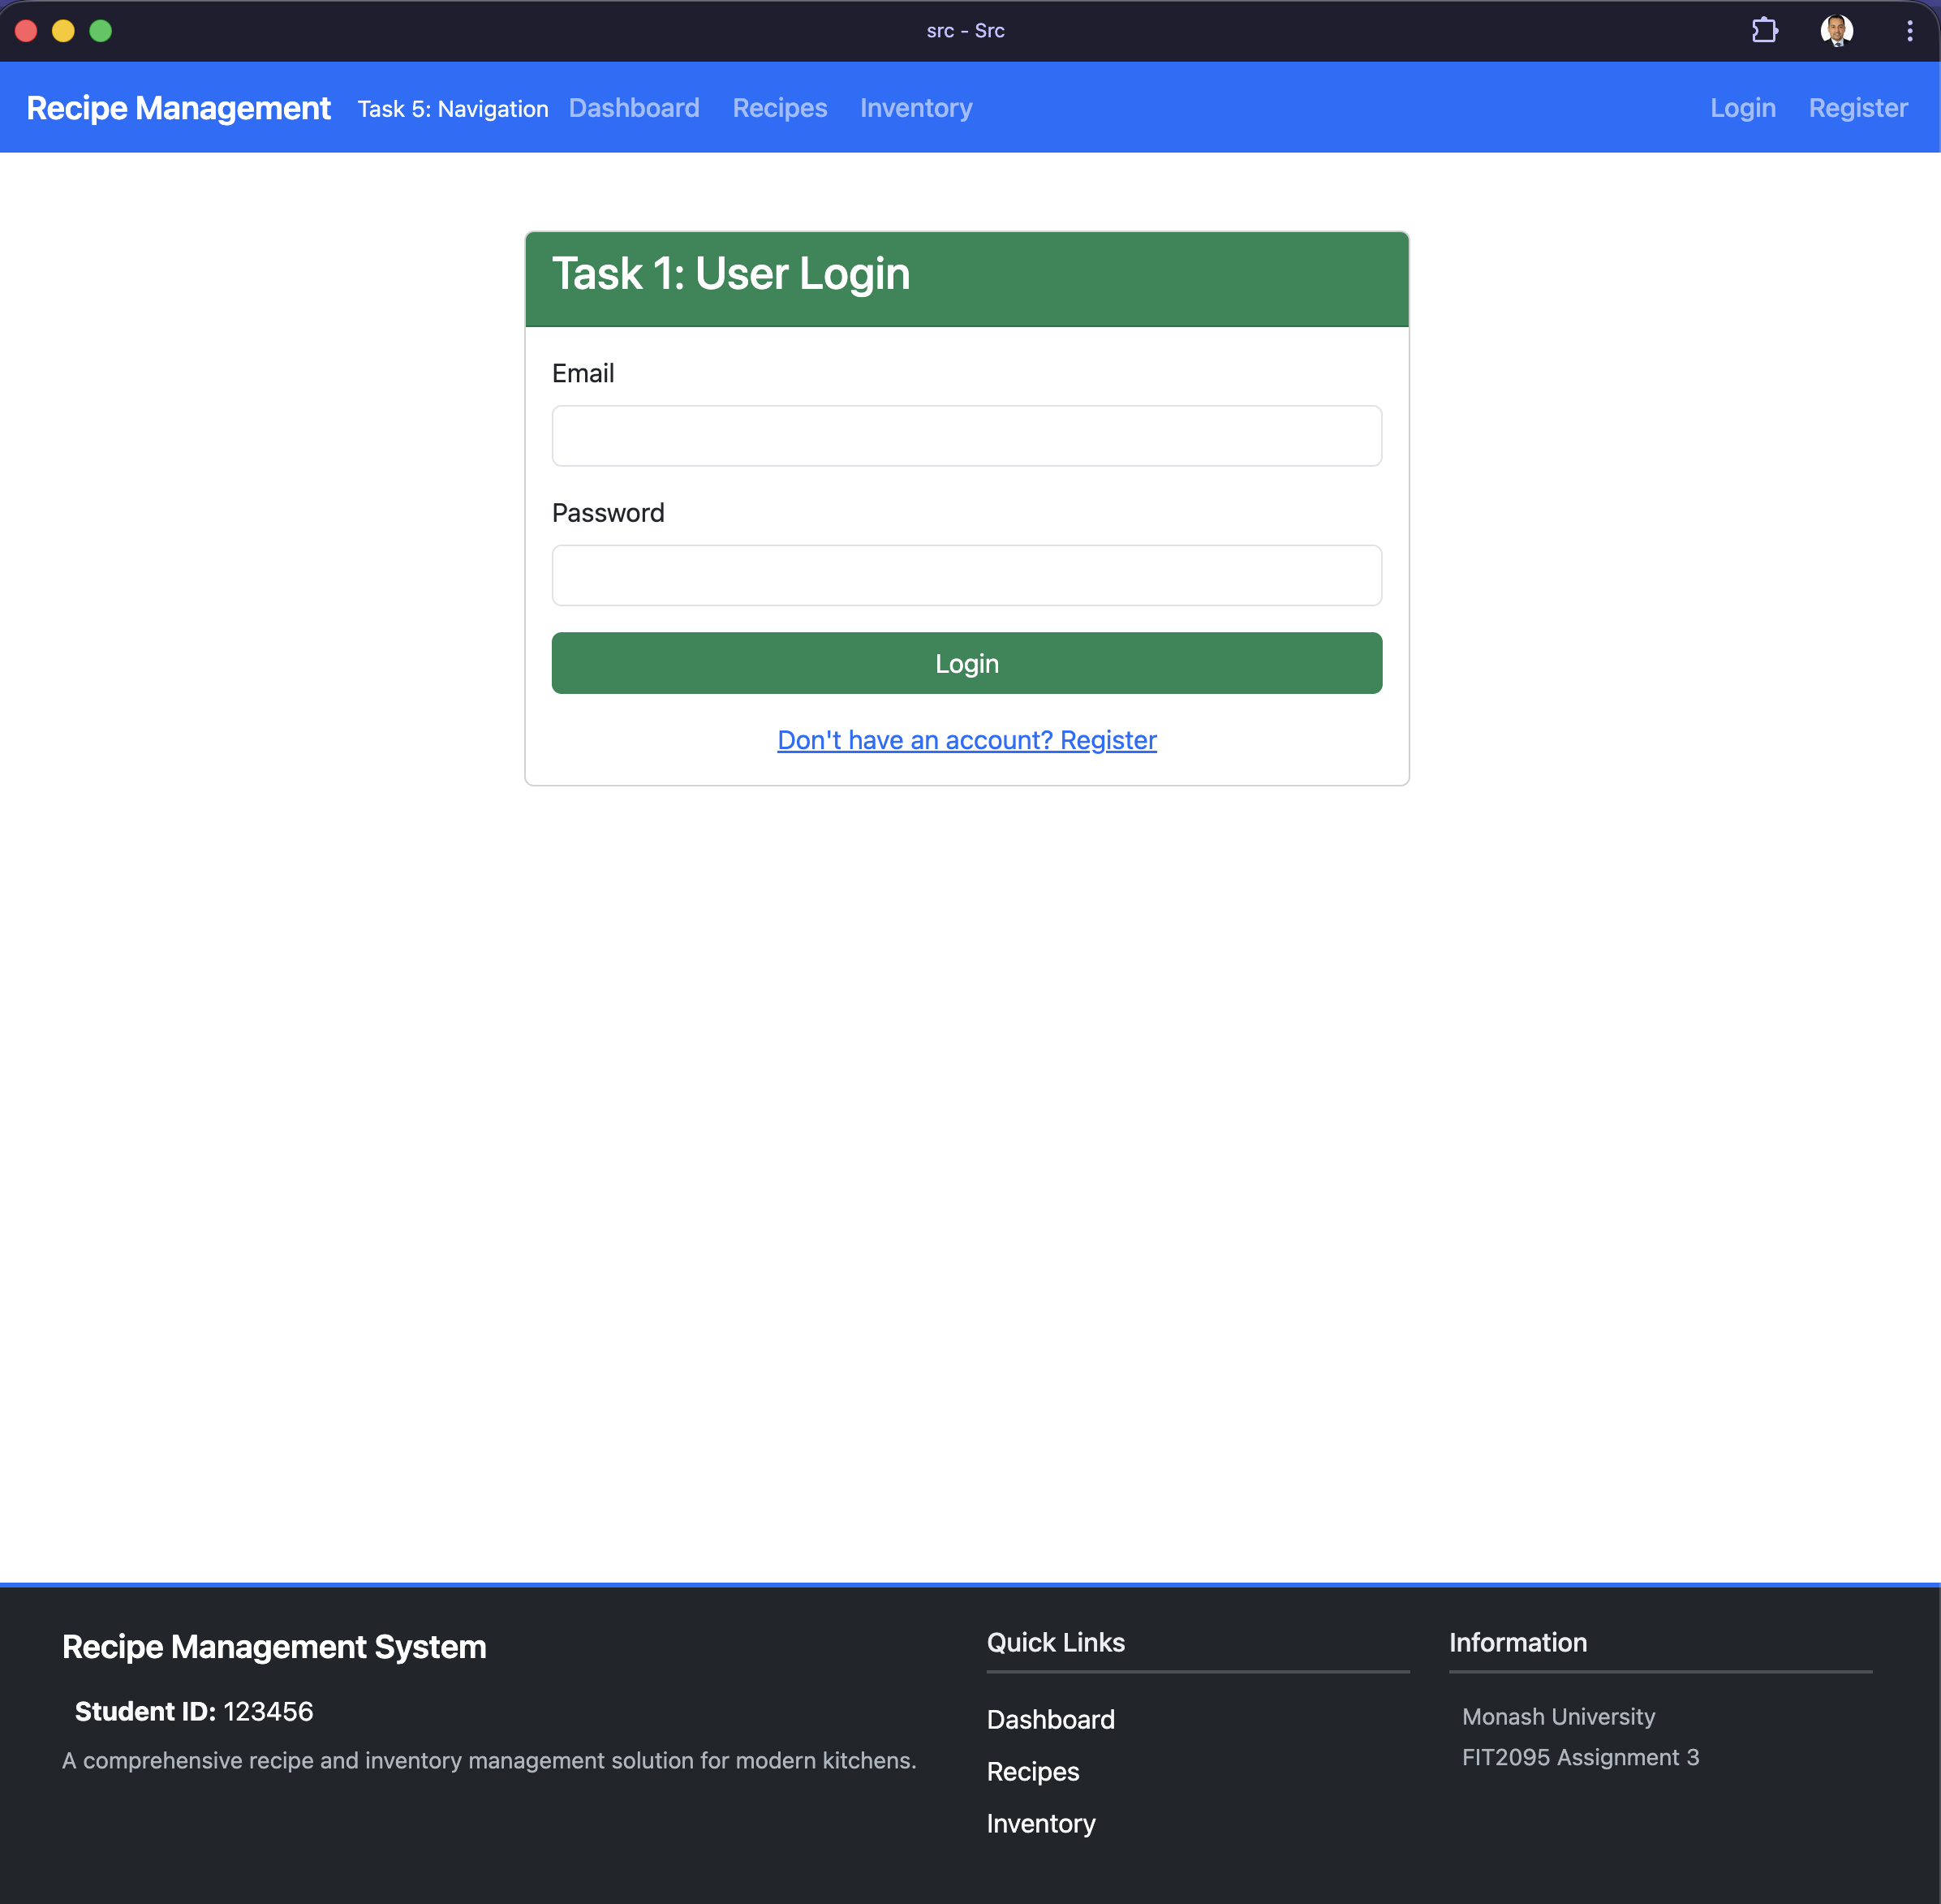 src - Src
Recipe Management Task 5: Navigation Dashboard Recipes Inventory Login Register
Task 1: User Login
Email
Password
Login
Don't have an account? Register
Recipe Management System
Student ID: 123456
A comprehensive recipe and inventory management solution for modern kitchens.
Quick Links
Dashboard
Recipes
Inventory
Information
Monash University
FIT2095 Assignment 3